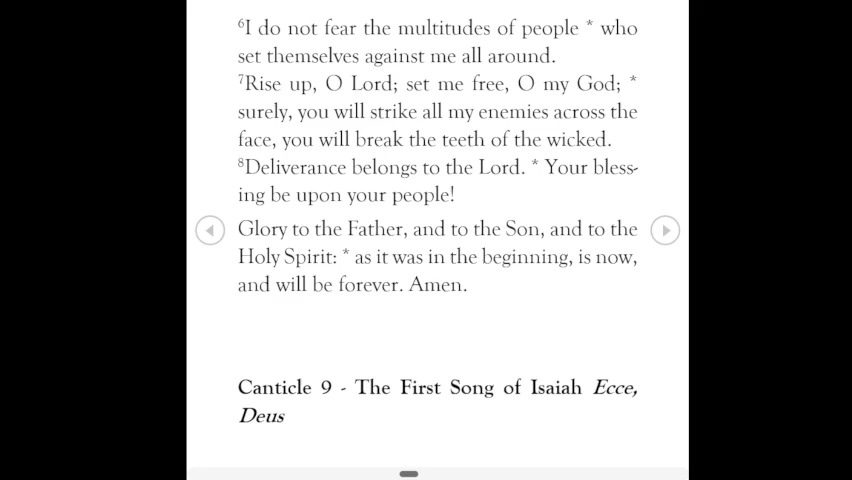 ⁶I do not fear the multitudes of people * who
set themselves against me all around.
⁷Rise up, O Lord; set me free, O my God; *
surely, you will strike all my enemies across the
face, you will break the teeth of the wicked.
⁸Deliverance belongs to the Lord. * Your bless-
ing be upon your people!
Glory to the Father, and to the Son, and to the
Holy Spirit: * as it was in the beginning, is now,
and will be forever. Amen.
Canticle 9 - The First Song of Isaiah Ecce,
Deus